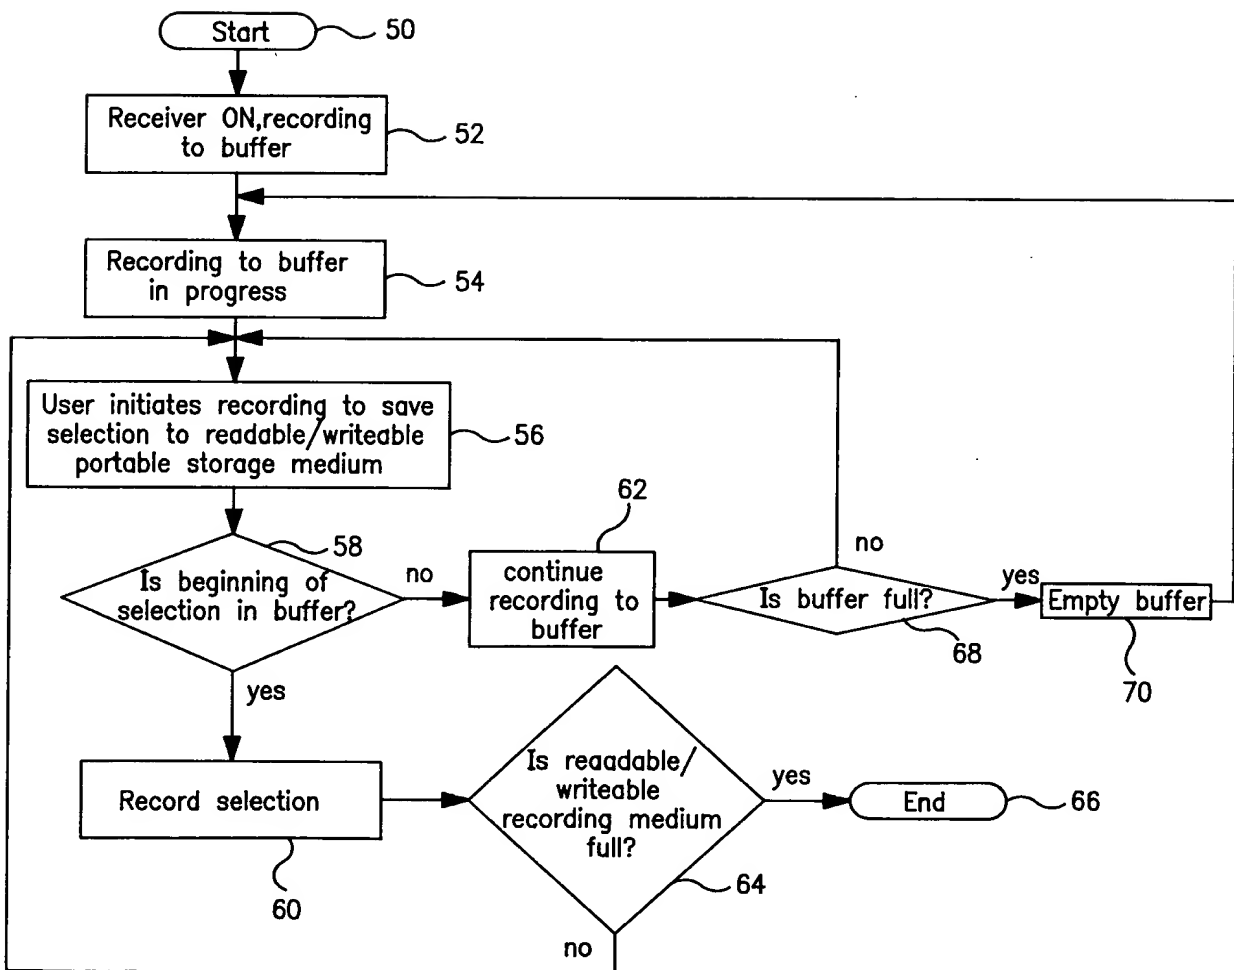 Start
50
Receiver ON,recording
to buffer
52
Recording to buffer
in progress
54
User initiates recording to save
selection to readable/writeable
portable storage medium
56
58
Is beginning of
selection in buffer?
no
62
continue
recording to
buffer
no
Is buffer full?
68
yes
Empty buffer
70
yes
Record selection
60
Is reaadable/
writeable
recording medium
full?
64
yes
End
66
no